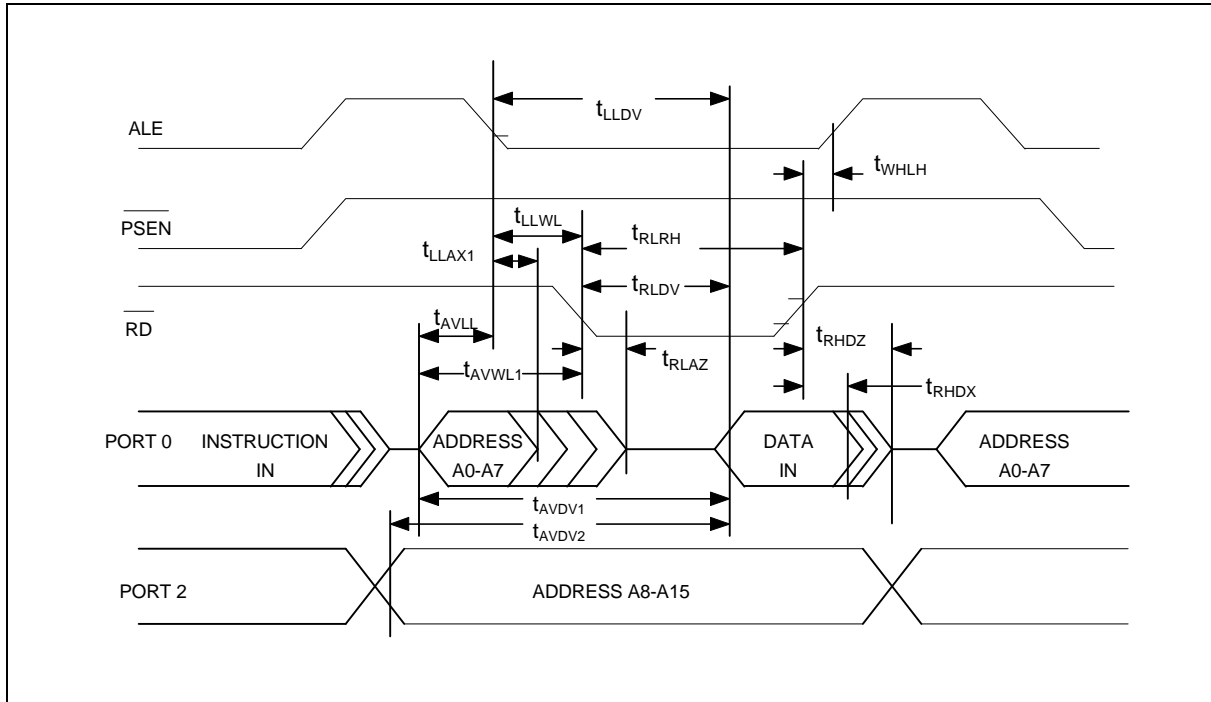 ALE
tLLDV
tWHLH
PSEN
tLLWL
tRLRH
tLLAX1
tRLDV
RD
tAVLL
tRLAZ
tRHDZ
tAVWL1
tRHDX
PORT 0
INSTRUCTION
IN
ADDRESS
A0-A7
DATA
IN
ADDRESS
A0-A7
tAVDV1
tAVDV2
PORT 2
ADDRESS A8-A15